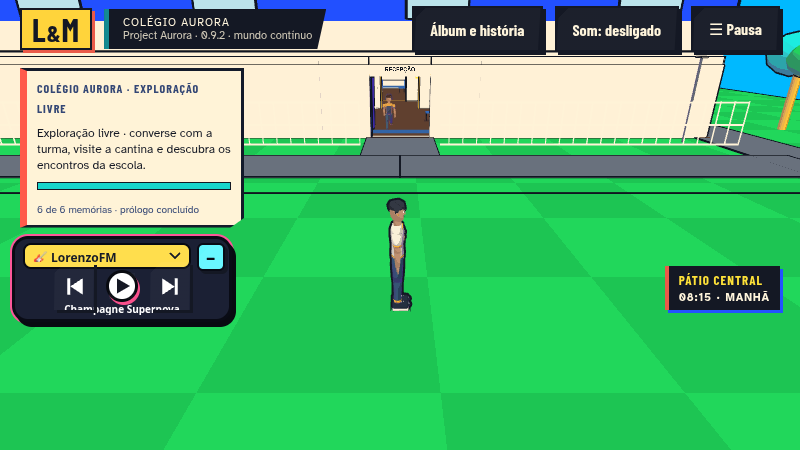 L&M
COLÉGIO AURORA
Project Aurora · 0.9.2 · mundo contínuo
Álbum e história
Som: desligado
☰ Pausa
RECEPÇÃO
COLÉGIO AURORA · EXPLORAÇÃO
LIVRE
Exploração livre · converse com a
turma, visite a cantina e descubra os
encontros da escola.
6 de 6 memórias · prólogo concluído
🎸 LorenzoFM
–
Champagne Supernova
PÁTIO CENTRAL
08:15 · MANHÃ